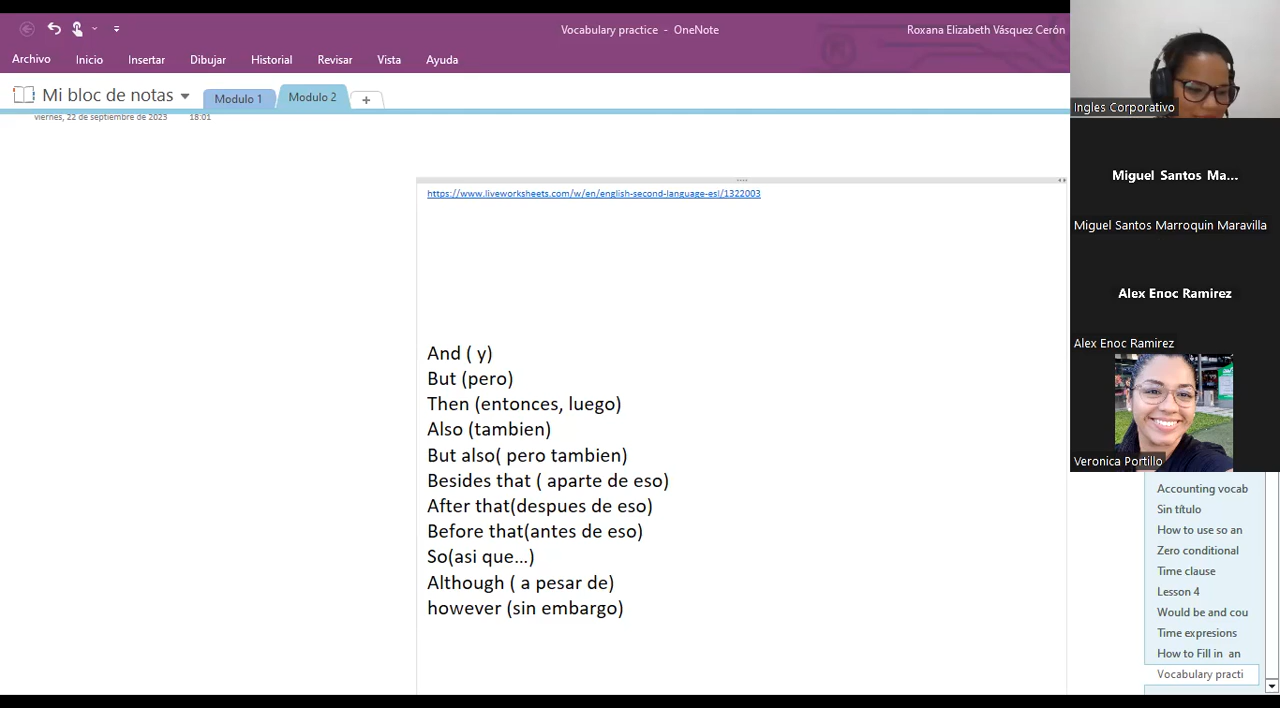 Vocabulary practice - OneNote
Roxana Elizabeth Vásquez Cerón
Archivo Inicio Insertar Dibujar Historial Revisar Vista Ayuda
Mi bloc de notas
Modulo 1
Modulo 2
viernes, 22 de septiembre de 2023 18:01
https://www.liveworksheets.com/w/en/english-second-language-esl/1322003
And ( y)
But (pero)
Then (entonces, luego)
Also (tambien)
But also( pero tambien)
Besides that ( aparte de eso)
After that(despues de eso)
Before that(antes de eso)
So(asi que...)
Although ( a pesar de)
however (sin embargo)
Ingles Corporativo
Miguel Santos Ma...
Miguel Santos Marroquin Maravilla
Alex Enoc Ramirez
Alex Enoc Ramirez
Veronica Portillo
Accounting vocab
Sin título
How to use so an
Zero conditional
Time clause
Lesson 4
Would be and cou
Time expresions
How to Fill in an
Vocabulary practi